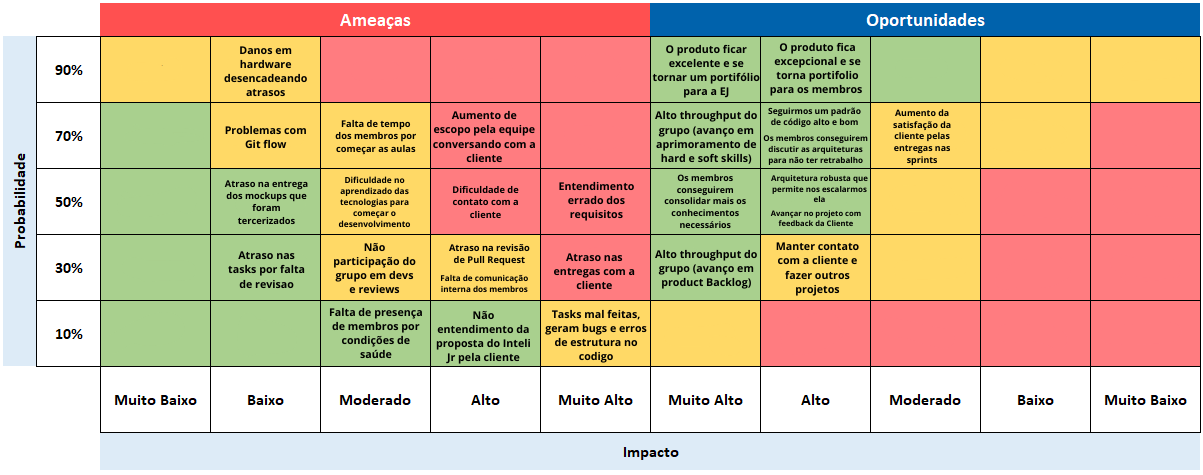 Ameaças
Oportunidades
Probabilidade
90%
Danos em
hardware
desencadeando
atrasos
O produto ficar
excelente e se
tornar um portifólio
para a EJ
O produto fica
excepcional e se
torna portifolio
para os membros
70%
Problemas com
Git flow
Falta de tempo
dos membros por
começar as aulas
Aumento de
escopo pela equipe
conversando com a
cliente
Alto throughput do
grupo (avanço em
aprimoramento de
hard e soft skills)
Seguirmos um padrão
de código alto e bom
Os membros conseguirem
discutir as arquiteturas
para não ter retrabalho
Aumento da
satisfação da
cliente pelas
entregas nas
sprints
50%
Atraso na entrega
dos mockups que
foram
tercerizados
Dificuldade no
aprendizado das
tecnologias para
começar o
desenvolvimento
Dificuldade de
contato com a
cliente
Entendimento
errado dos
requisitos
Os membros
conseguirem
consolidar mais os
conhecimentos
necessários
Arquitetura robusta que
permite nos escalarmos
ela
Avançar no projeto com
feedback da Cliente
30%
Atraso nas
tasks por falta
de revisao
Não
participação do
grupo em devs
e reviews
Atraso na revisão
de Pull Request
Falta de comunicação
interna dos membros
Atraso nas
entregas com a
cliente
Alto throughput do
grupo (avanço em
product Backlog)
Manter contato
com a cliente e
fazer outros
projetos
10%
Falta de presença
de membros por
condições de
saúde
Não
entendimento da
proposta do Inteli
Jr pela cliente
Tasks mal feitas,
geram bugs e erros
de estrutura no
codigo
Muito Baixo
Baixo
Moderado
Alto
Muito Alto
Muito Alto
Alto
Moderado
Baixo
Muito Baixo
Impacto